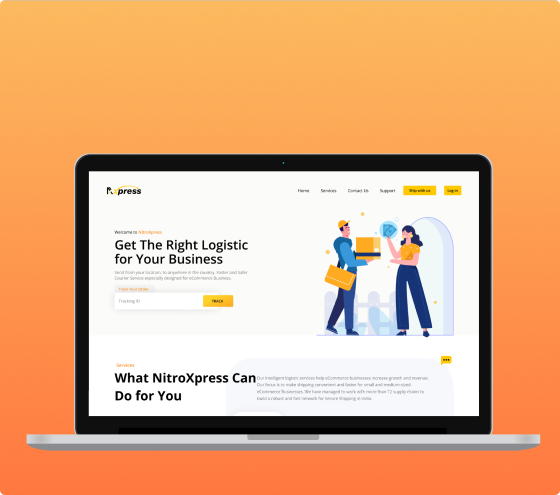 Xpress
Home Services Contact Us Support Ship with us Log in
Welcome to NitroXpress
Get The Right Logistic
for Your Business
Send from your location, to anywhere in the country. Faster and Safer
Courier Service especially designed for eCommerce Business.
Track Your Order
Tracking ID
TRACK
Services
What NitroXpress Can
Do for You
Our intelligent logistic services help eCommerce businesses increase growth and revenue.
Our focus is to make shipping convenient and faster for small and medium-sized
eCommerce Businesses. We have managed to work with more than 12 supply chains to
build a robust and fast network for secure Shipping in India.